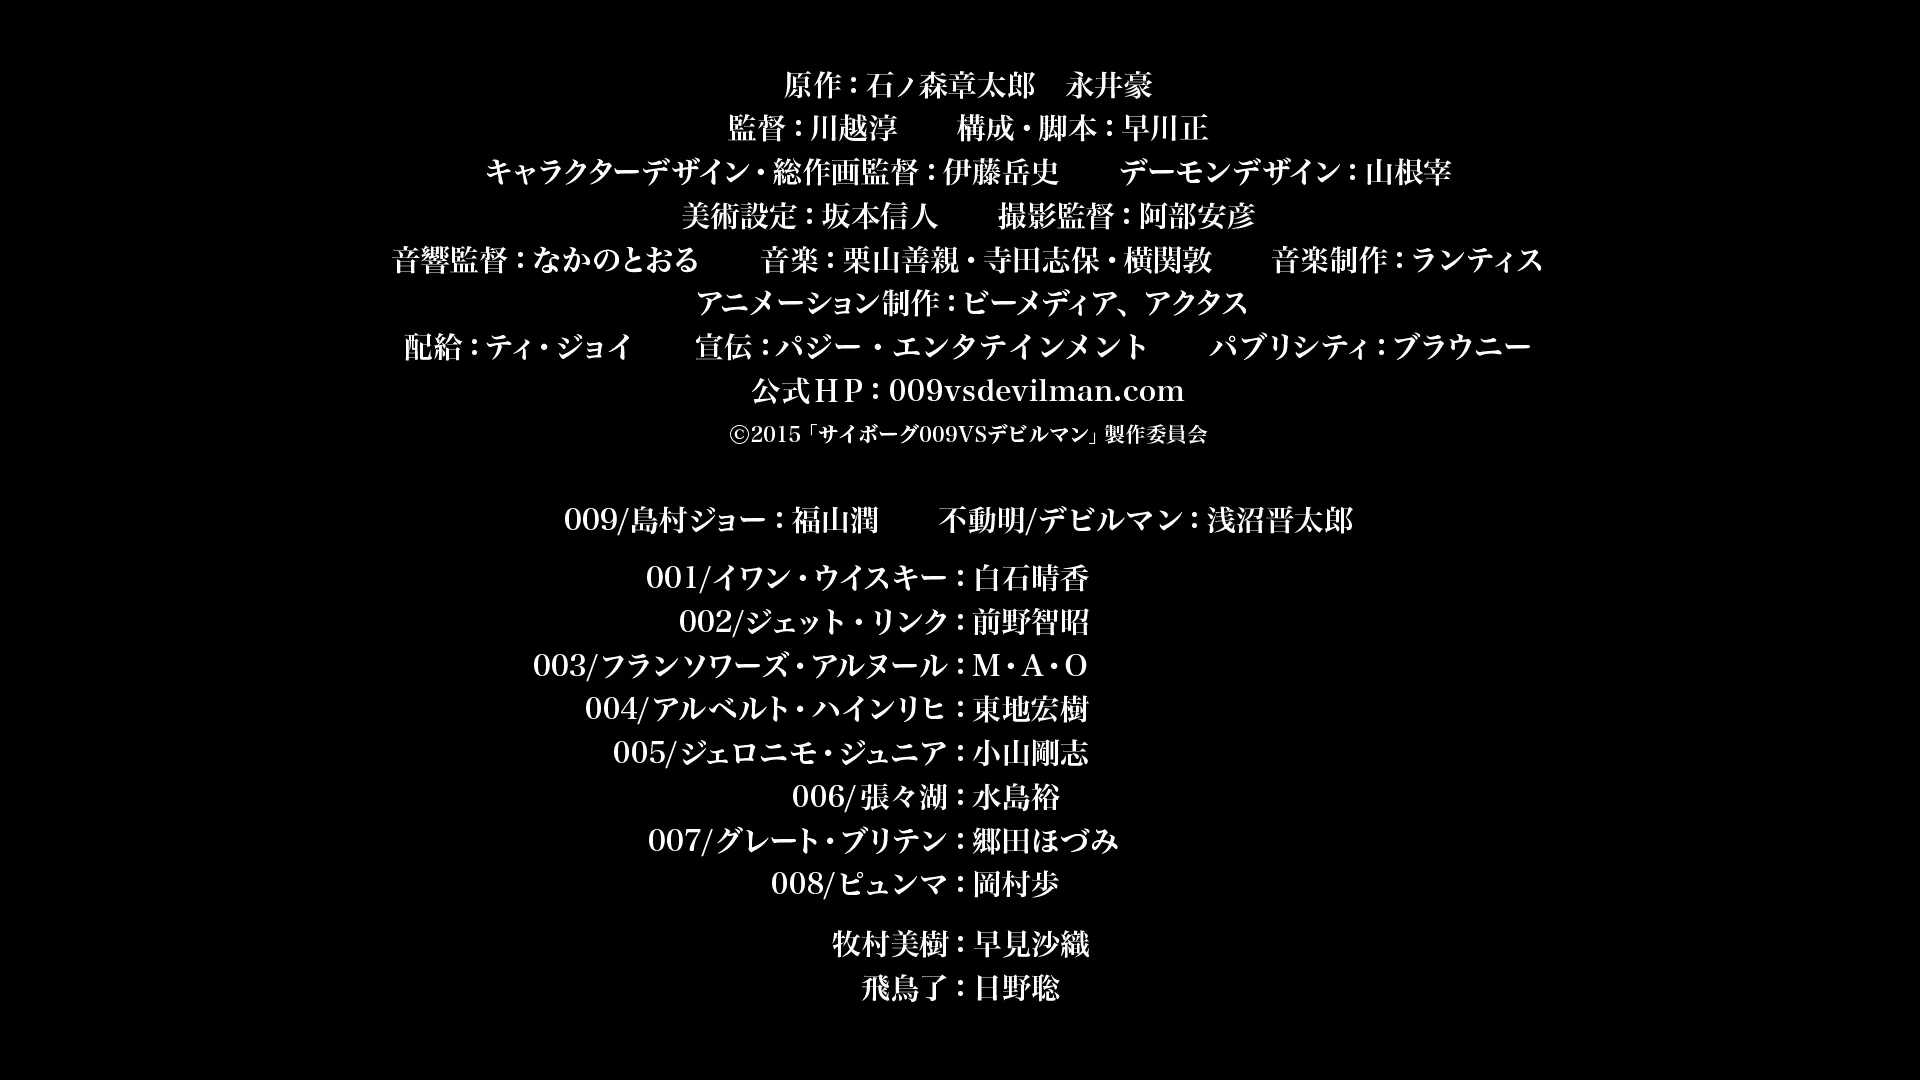 原作：石ノ森章太郎　永井豪
監督：川越淳　　構成・脚本：早川正
キャラクターデザイン・総作画監督：伊藤岳史　　デーモンデザイン：山根宰
美術設定：坂本信人　　撮影監督：阿部安彦
音響監督：なかのとおる　　音楽：栗山善親・寺田志保・横関敦　　音楽制作：ランティス
アニメーション制作：ビーメディア、アクタス
配給：ティ・ジョイ　　宣伝：パジー・エンタテインメント　　パブリシティ：ブラウニー
公式ＨＰ：009vsdevilman.com
©2015「サイボーグ009VSデビルマン」製作委員会
009/島村ジョー：福山潤　　不動明/デビルマン：浅沼晋太郎
001/イワン・ウイスキー：白石晴香
002/ジェット・リンク：前野智昭
003/フランソワーズ・アルヌール：M・A・O
004/アルベルト・ハインリヒ：東地宏樹
005/ジェロニモ・ジュニア：小山剛志
006/張々湖：水島裕
007/グレート・ブリテン：郷田ほづみ
008/ピュンマ：岡村歩
牧村美樹：早見沙織
飛鳥了：日野聡